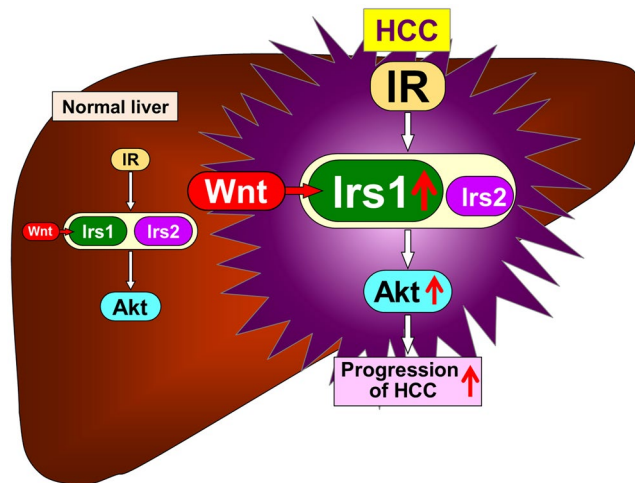 HCC
IR
Normal liver
IR
Wnt
Irs1
Irs2
Wnt
Irs1
Irs2
Akt
Akt
Progression
of HCC